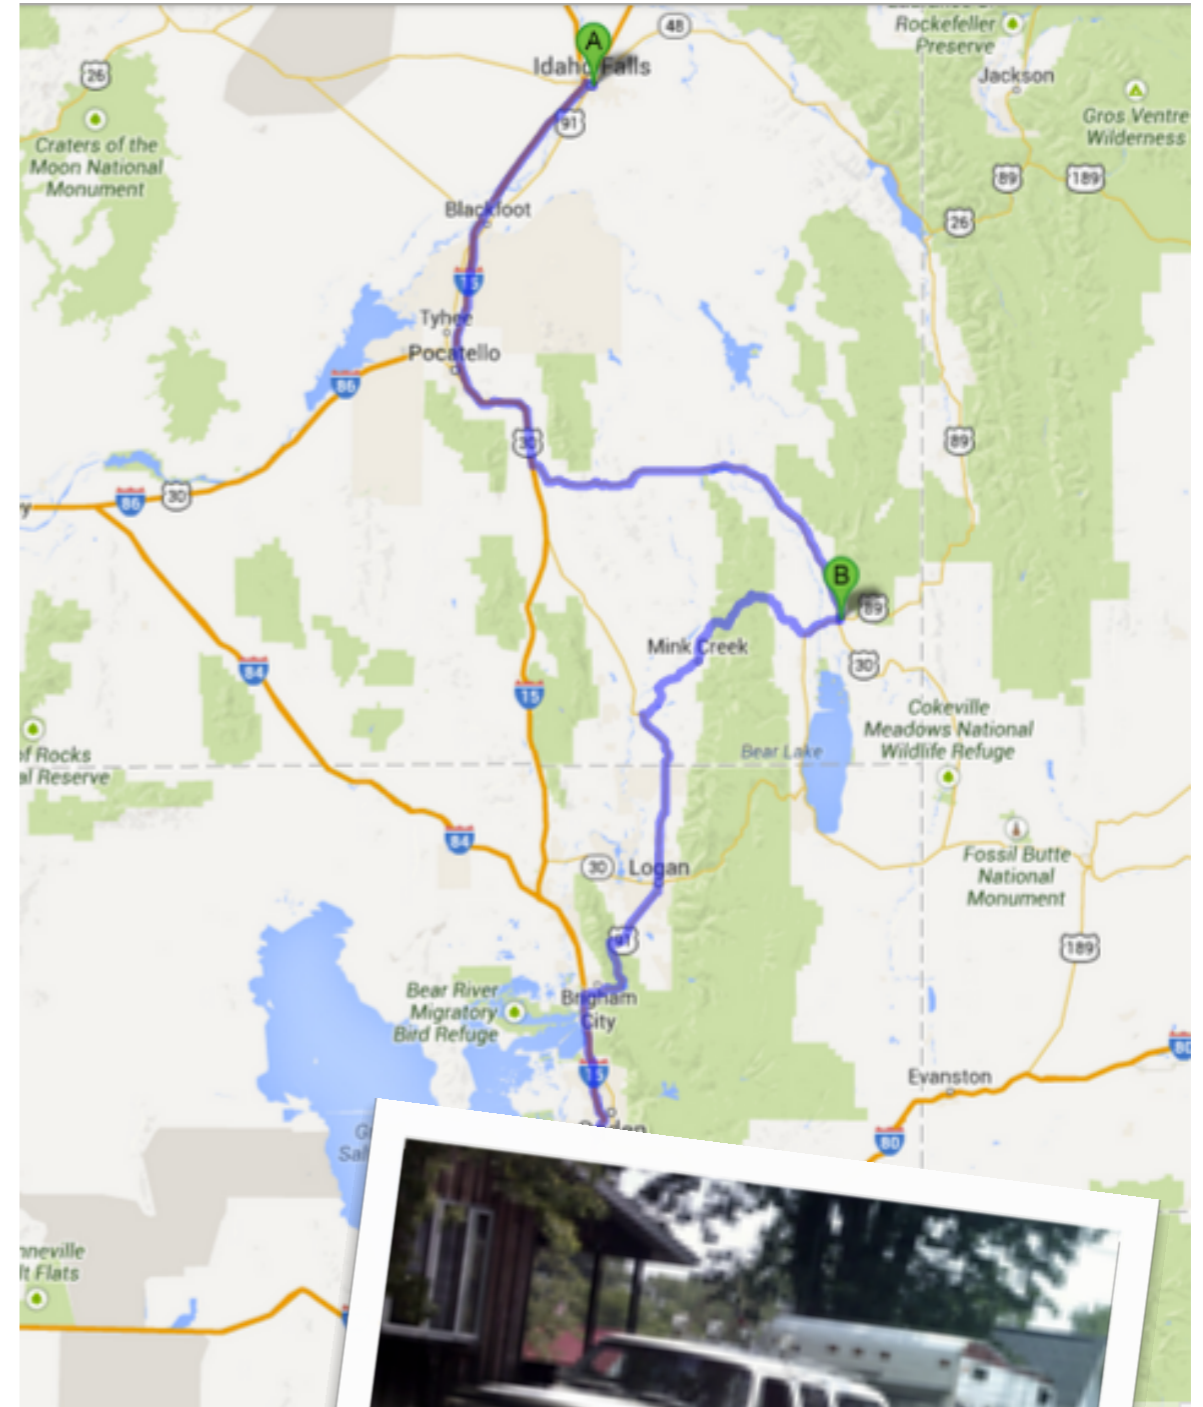 48
Rockefeller
Preserve
A
Idaho Falls
26
Jackson
91
Craters of the
Moon National
Monument
Gros Ventre
Wilderness
89
189
Blackfoot
26
15
Tyhee
Pocatello
86
30
89
86
30
B
89
Mink Creek
30
84
15
Cokeville
Meadows National
Wildlife Refuge
of Rocks
al Reserve
Bear Lake
84
30
Logan
Fossil Butte
National
Monument
91
189
Bear River
Migratory
Bird Refuge
Brigham
City
80
15
Evanston
80
nneville
lt Flats